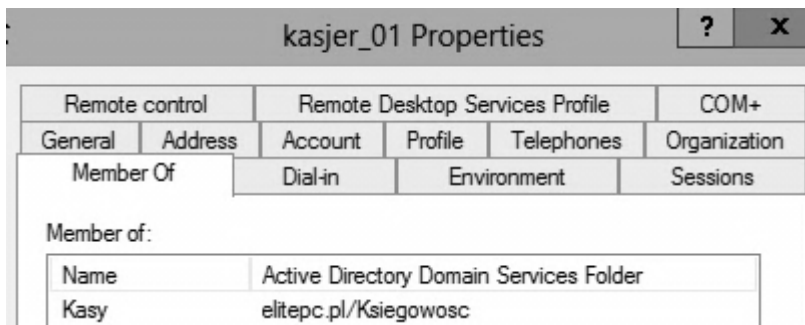 kasjer_01 Properties
? x
Remote control Remote Desktop Services Profile COM+
General Address Account Profile Telephones Organization
Member Of Dial-in Environment Sessions
Member of:
Name Active Directory Domain Services Folder
Kasy elitepc.pl/Ksiegowosc